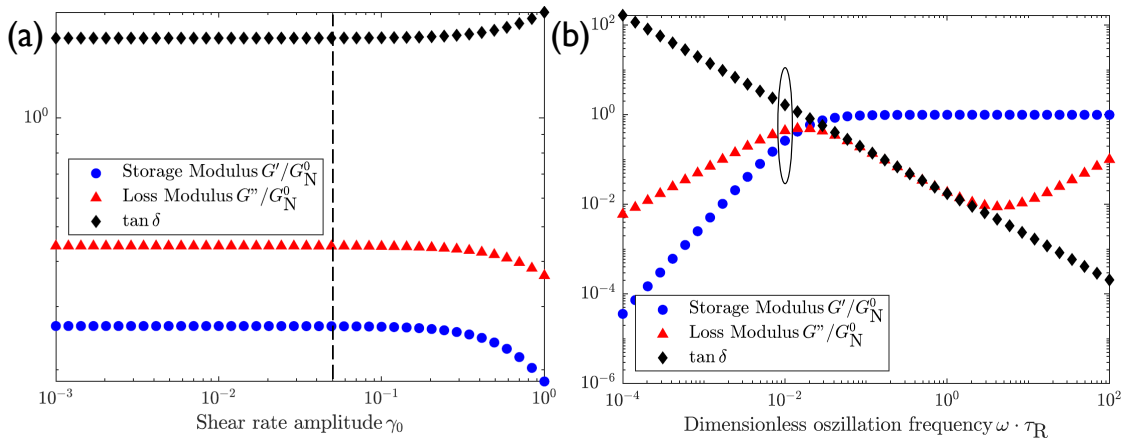 (a)
10^0
Storage Modulus G'/G_N^0
Loss Modulus G”/G_N^0
tan δ
10^-3 10^-2 10^-1 10^0
Shear rate amplitude γ_0
(b)
10^2
10^0
10^-2
10^-4
10^-6
Storage Modulus G'/G_N^0
Loss Modulus G”/G_N^0
tan δ
10^-4 10^-2 10^0 10^2
Dimensionless oszillation frequency ω · τ_R